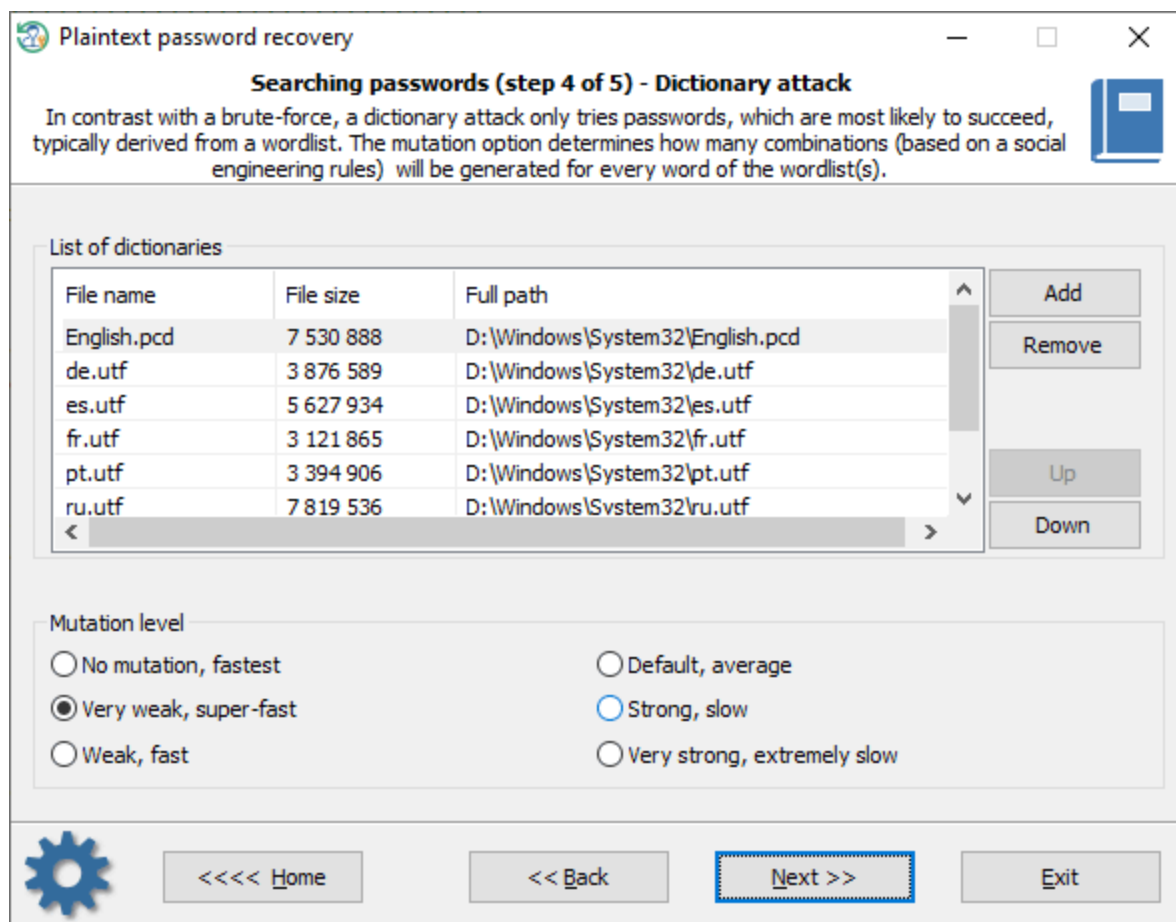 Plaintext password recovery
Searching passwords (step 4 of 5) - Dictionary attack
In contrast with a brute-force, a dictionary attack only tries passwords, which are most likely to succeed,
typically derived from a wordlist. The mutation option determines how many combinations (based on a social
engineering rules) will be generated for every word of the wordlist(s).
List of dictionaries
File name File size Full path
English.pcd 7 530 888 D:\Windows\System32\English.pcd
de.utf 3 876 589 D:\Windows\System32\de.utf
es.utf 5 627 934 D:\Windows\System32\es.utf
fr.utf 3 121 865 D:\Windows\System32\fr.utf
pt.utf 3 394 906 D:\Windows\System32\pt.utf
ru.utf 7 819 536 D:\Windows\System32\ru.utf
Add
Remove
Up
Down
Mutation level
No mutation, fastest
Very weak, super-fast
Weak, fast
Default, average
Strong, slow
Very strong, extremely slow
<<<< Home << Back Next >> Exit